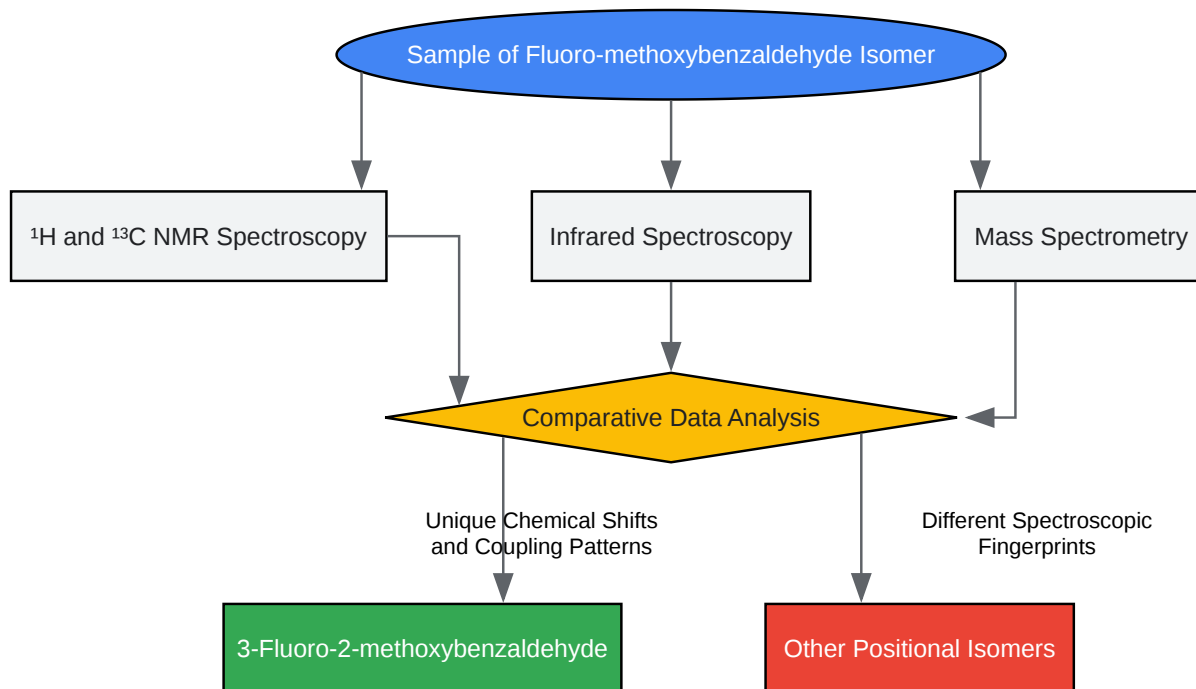 Sample of Fluoro-methoxybenzaldehyde Isomer
¹H and ¹³C NMR Spectroscopy
Infrared Spectroscopy
Mass Spectrometry
Comparative Data Analysis
Unique Chemical Shifts
and Coupling Patterns
Different Spectroscopic
Fingerprints
3-Fluoro-2-methoxybenzaldehyde
Other Positional Isomers